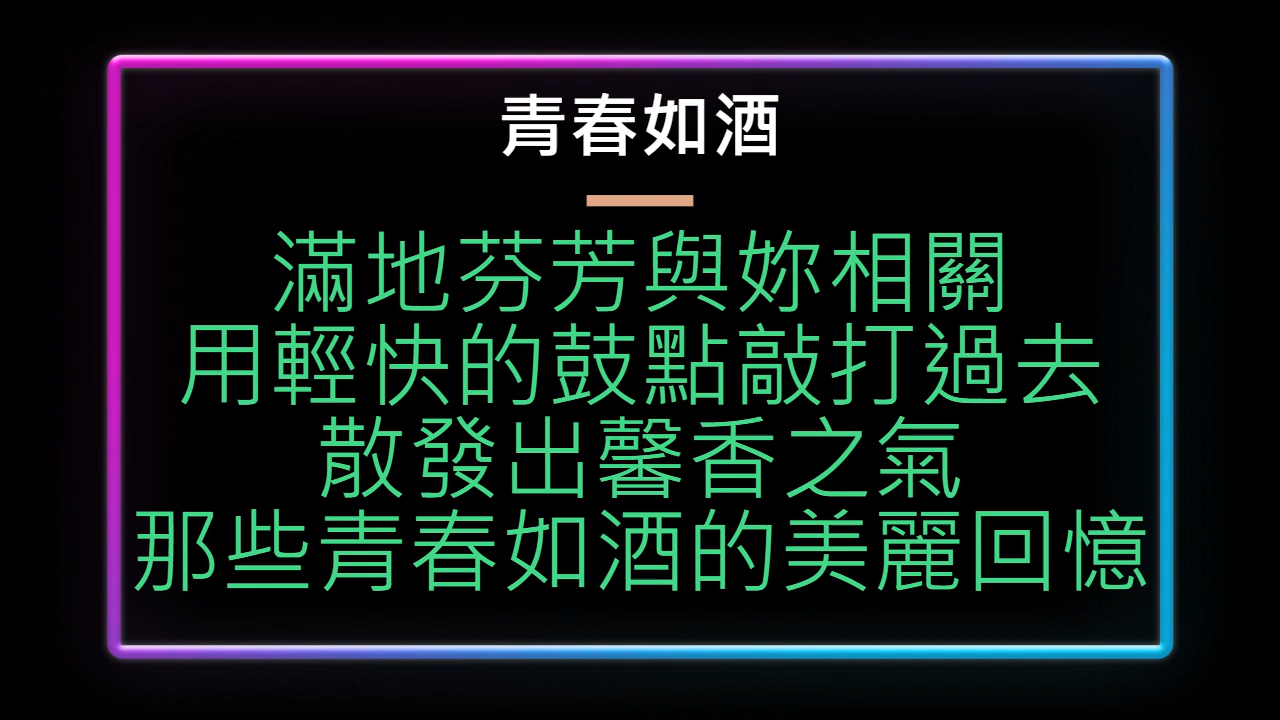 青春如酒
滿地芬芳與妳相關
用輕快的鼓點敲打過去
散發出馨香之氣
那些青春如酒的美麗回憶